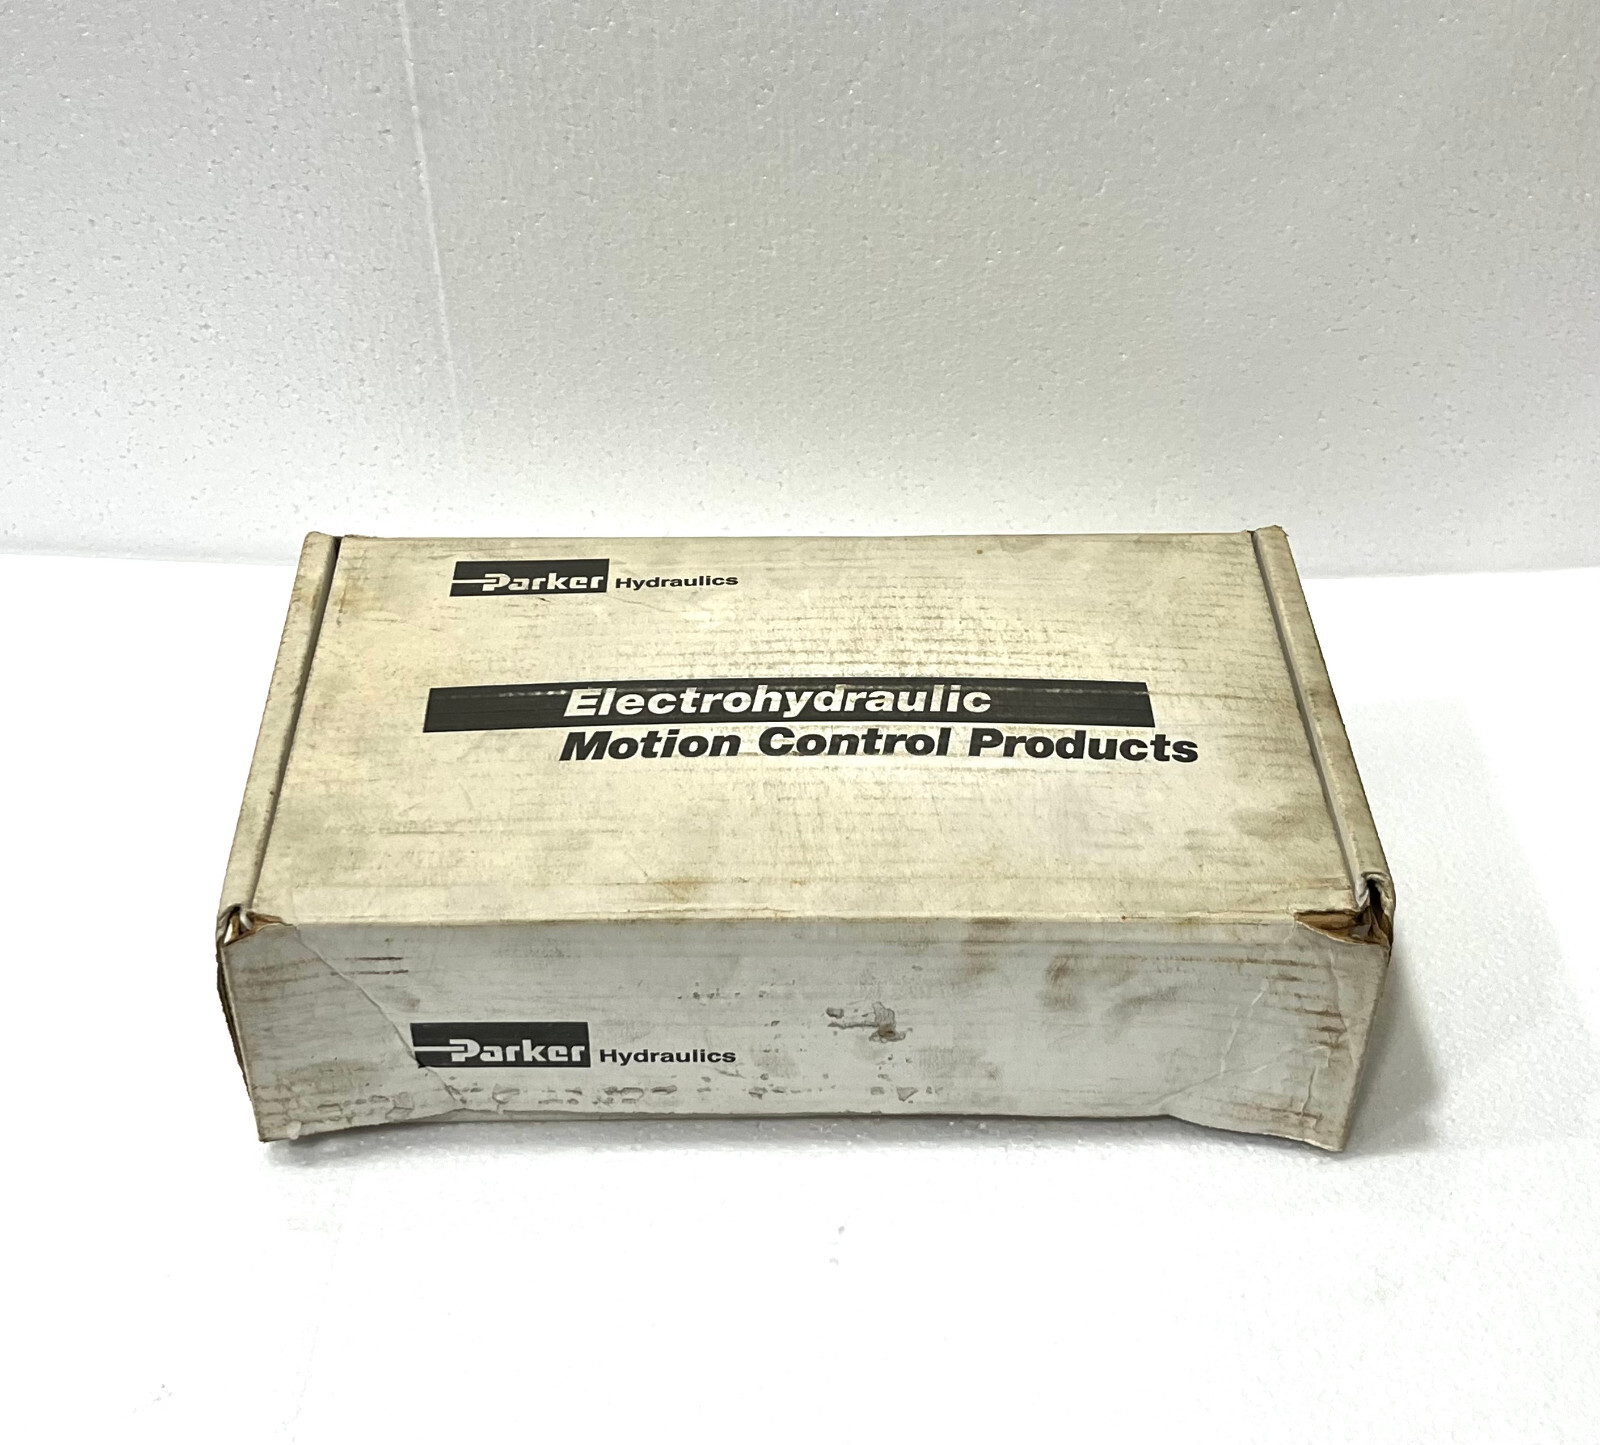 Parker Hydraulics
Electrohydraulic
Motion Control Products
Parker Hydraulics